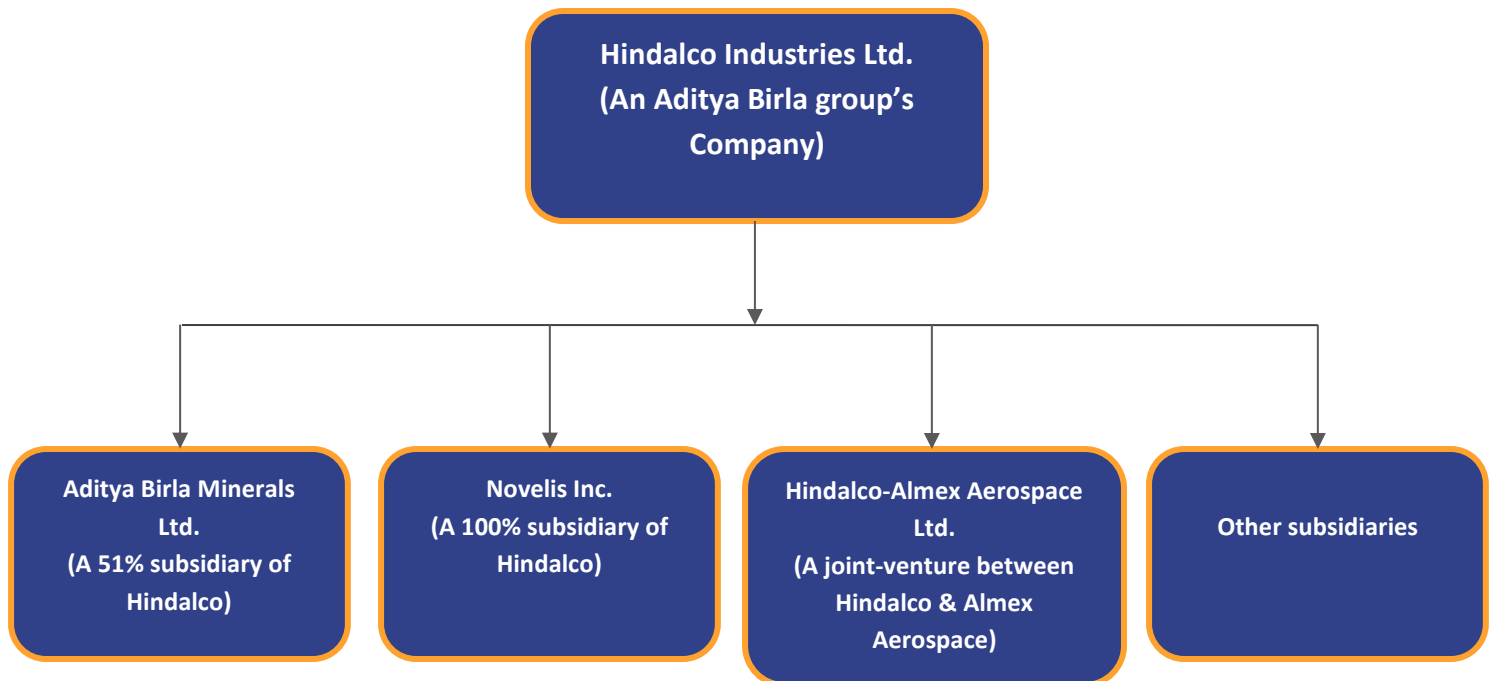 Hindalco Industries Ltd.
(An Aditya Birla group’s
Company)
Aditya Birla Minerals
Ltd.
(A 51% subsidiary of
Hindalco)
Novelis Inc.
(A 100% subsidiary of
Hindalco)
Hindalco-Almex Aerospace
Ltd.
(A joint-venture between
Hindalco & Almex
Aerospace)
Other subsidiaries